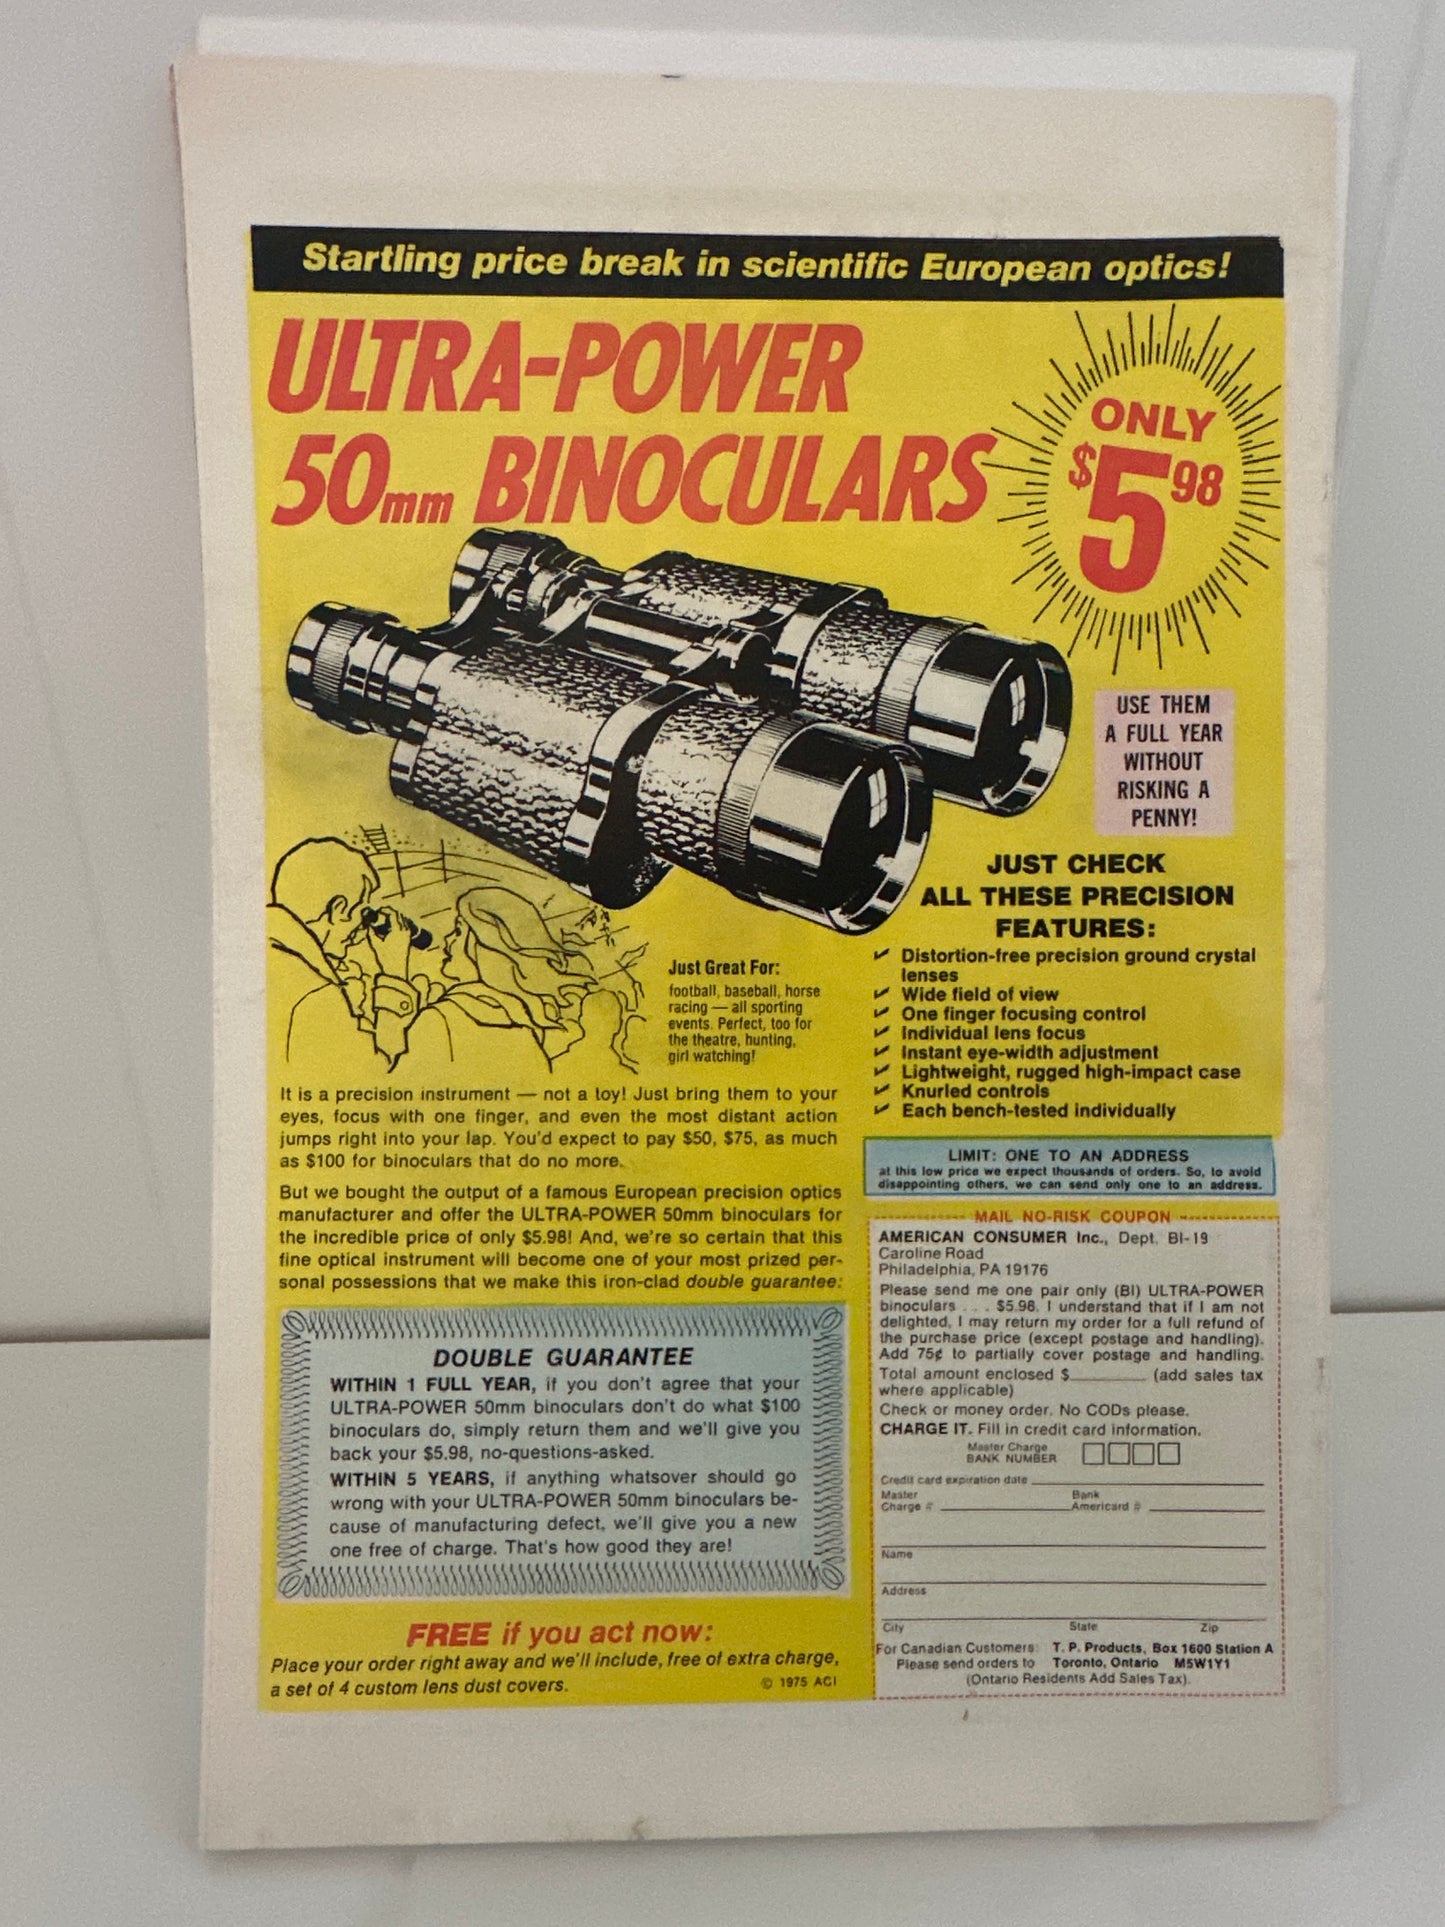 Startling price break in scientific European optics!
ULTRA-POWER
50mm BINOCULARS
ONLY
$5 98
USE THEM
A FULL YEAR
WITHOUT
RISKING A
PENNY!
JUST CHECK
ALL THESE PRECISION
FEATURES:
Distortion-free precision ground crystal
lenses
Wide field of view
One finger focusing control
Individual lens focus
Instant eye-width adjustment
Lightweight, rugged high-impact case
Knurled controls
Each bench-tested individually
Just Great For:
football, baseball, horse
racing — all sporting
events. Perfect, too for
the theatre, hunting,
girl watching!
It is a precision instrument — not a toy! Just bring them to your
eyes, focus with one finger, and even the most distant action
jumps right into your lap. You'd expect to pay $50, $75, as much
as $100 for binoculars that do no more.
But we bought the output of a famous European precision optics
manufacturer and offer the ULTRA-POWER 50mm binoculars for
the incredible price of only $5.98! And, we're so certain that this
fine optical instrument will become one of your most prized per-
sonal possessions that we make this iron-clad double guarantee:
DOUBLE GUARANTEE
WITHIN 1 FULL YEAR, if you don't agree that your
ULTRA-POWER 50mm binoculars don't do what $100
binoculars do, simply return them and we'll give you
back your $5.98, no-questions-asked.
WITHIN 5 YEARS, if anything whatsover should go
wrong with your ULTRA-POWER 50mm binoculars be-
cause of manufacturing defect, we'll give you a new
one free of charge. That's how good they are!
FREE if you act now:
Place your order right away and we'll include, free of extra charge,
a set of 4 custom lens dust covers.
© 1975 ACI
LIMIT: ONE TO AN ADDRESS
at this low price we expect thousands of orders. So, to avoid
disappointing others, we can send only one to an address.
MAIL NO-RISK COUPON
AMERICAN CONSUMER Inc., Dept. BI-19
Caroline Road
Philadelphia, PA 19176
Please send me one pair only (BI) ULTRA-POWER
binoculars . . . $5.98. I understand that if I am not
delighted, I may return my order for a full refund of
the purchase price (except postage and handling).
Add 75¢ to partially cover postage and handling.
Total amount enclosed $________ (add sales tax
where applicable)
Check or money order. No CODs please.
CHARGE IT. Fill in credit card information.
Master Charge
BANK NUMBER
Credit card expiration date
Master Bank
Charge # Americard #
Name
Address
City State Zip
For Canadian Customers: T. P. Products, Box 1600 Station A
Please send orders to Toronto, Ontario M5W1Y1
(Ontario Residents Add Sales Tax).